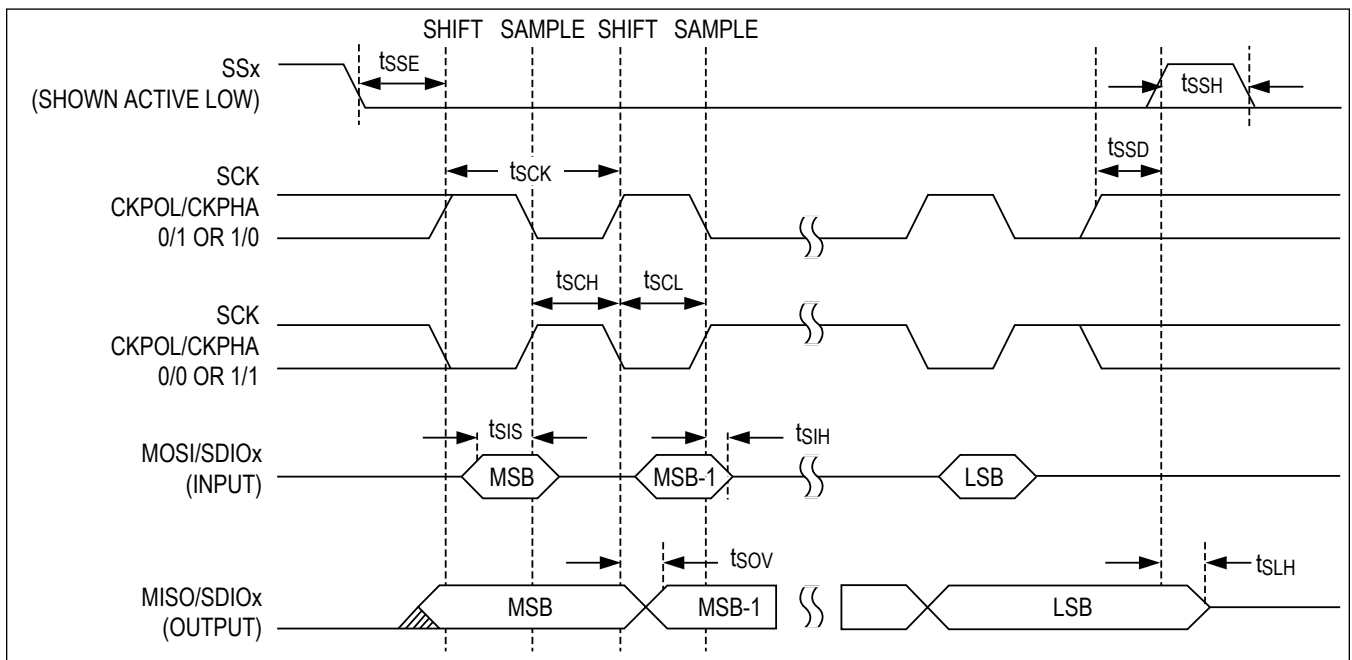 SHIFT SAMPLE SHIFT SAMPLE
SSx
(SHOWN ACTIVE LOW)
tSSE
tSSH
tSSD
SCK
CKPOL/CKPHA
0/1 OR 1/0
tSCK
tSCH
tSCL
SCK
CKPOL/CKPHA
0/0 OR 1/1
MOSI/SDIOx
(INPUT)
tSIS
tSIH
MSB
MSB-1
LSB
MISO/SDIOx
(OUTPUT)
tSOV
tSLH
MSB
MSB-1
LSB